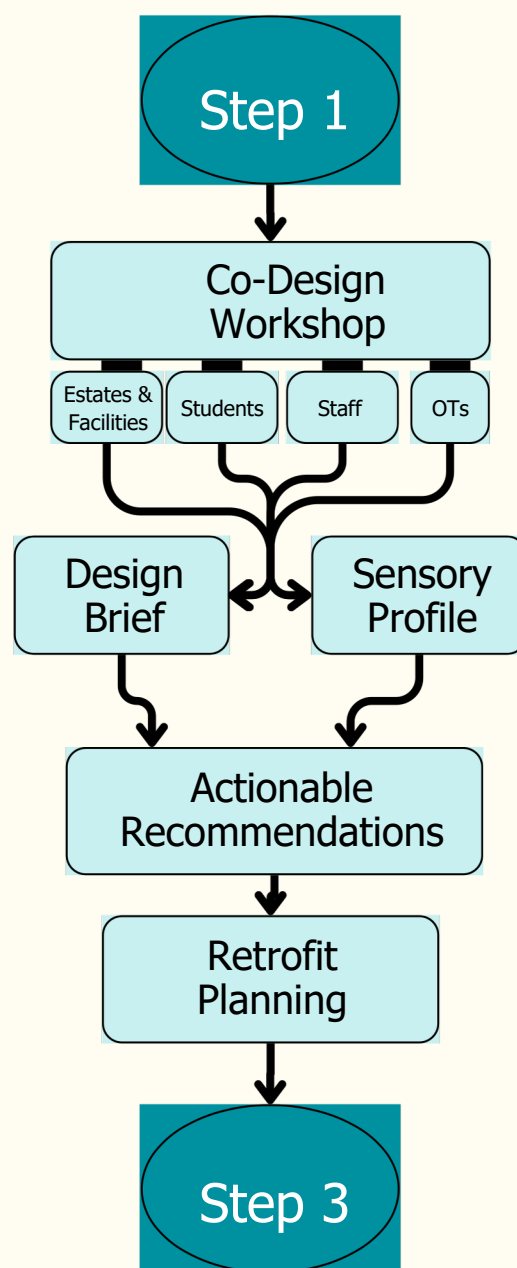 Step 1
Co-Design
Workshop
Estates &
Facilities
Students
Staff
OTs
Design
Brief
Sensory
Profile
Actionable
Recommendations
Retrofit
Planning
Step 3